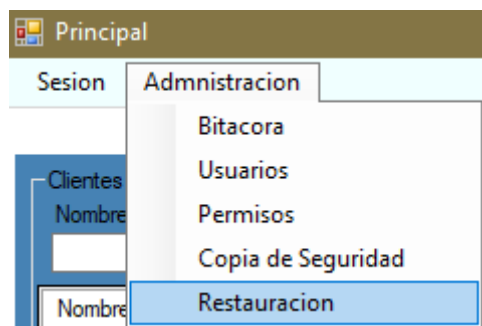 Principal
Sesion Admnistracion
Bitacora
Usuarios
Permisos
Copia de Seguridad
Restauracion
Clientes
Nombre
Nombre